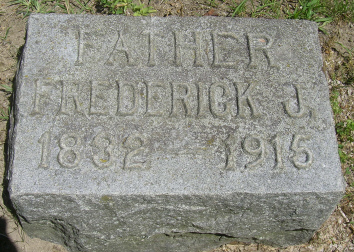 FATHER
FREDERICK J.
1832 — 1915